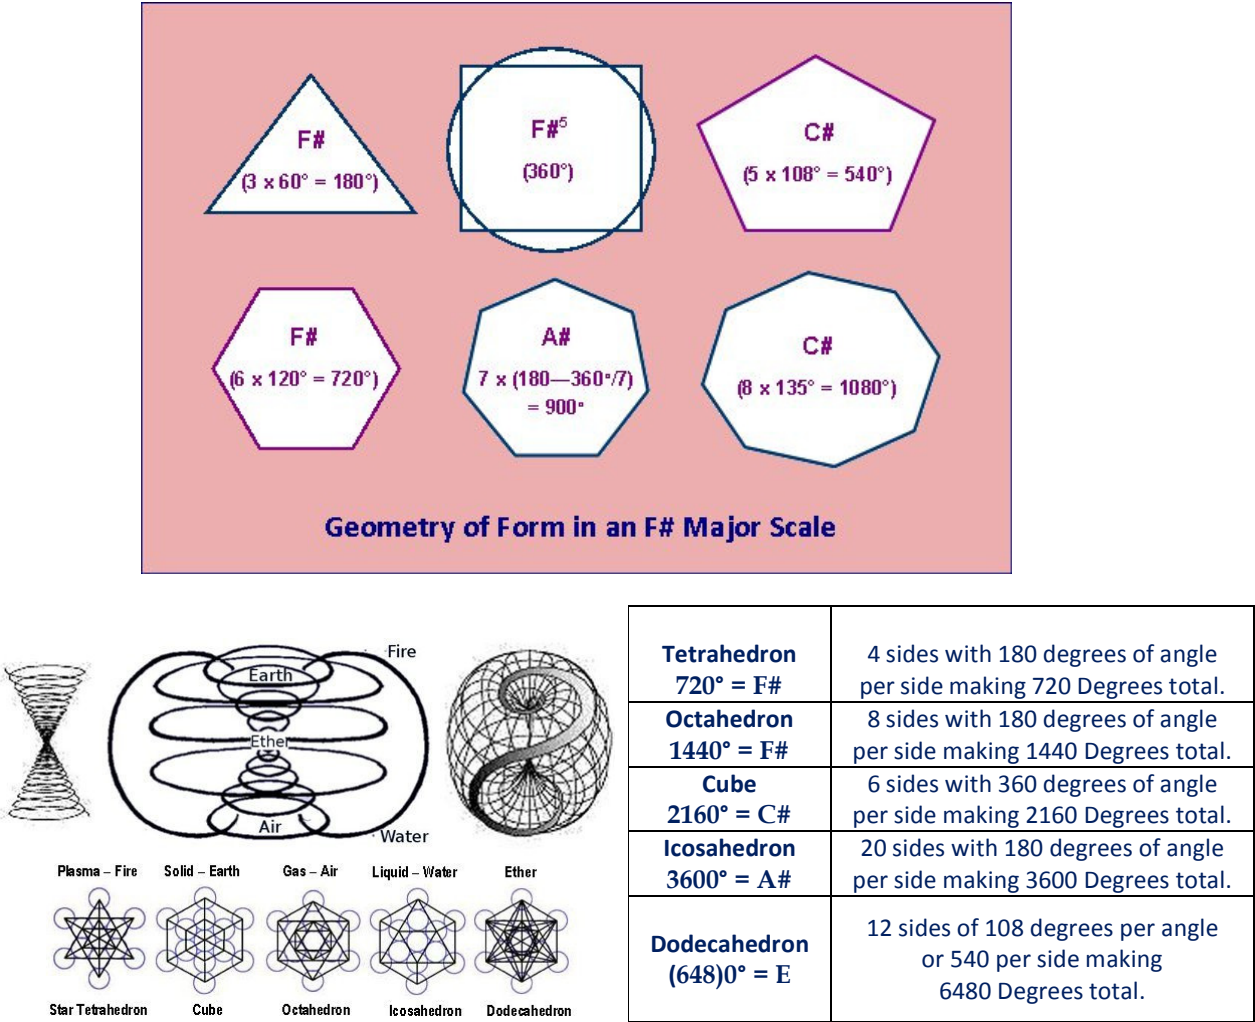 F#
(3 x 60° = 180°)
F#⁵
(360°)
C#
(5 x 108° = 540°)
F#
(6 x 120° = 720°)
A#
7 x (180—360°/7)
= 900°
C#
(8 x 135° = 1080°)
Geometry of Form in an F# Major Scale
Fire
Earth
Ether
Air
Water
Plasma – Fire
Solid – Earth
Gas – Air
Liquid – Water
Ether
Star Tetrahedron
Cube
Octahedron
Icosahedron
Dodecahedron
Tetrahedron
720° = F#
4 sides with 180 degrees of angle
per side making 720 Degrees total.
Octahedron
1440° = F#
8 sides with 180 degrees of angle
per side making 1440 Degrees total.
Cube
2160° = C#
6 sides with 360 degrees of angle
per side making 2160 Degrees total.
Icosahedron
3600° = A#
20 sides with 180 degrees of angle
per side making 3600 Degrees total.
Dodecahedron
(648)0° = E
12 sides of 108 degrees per angle
or 540 per side making
6480 Degrees total.